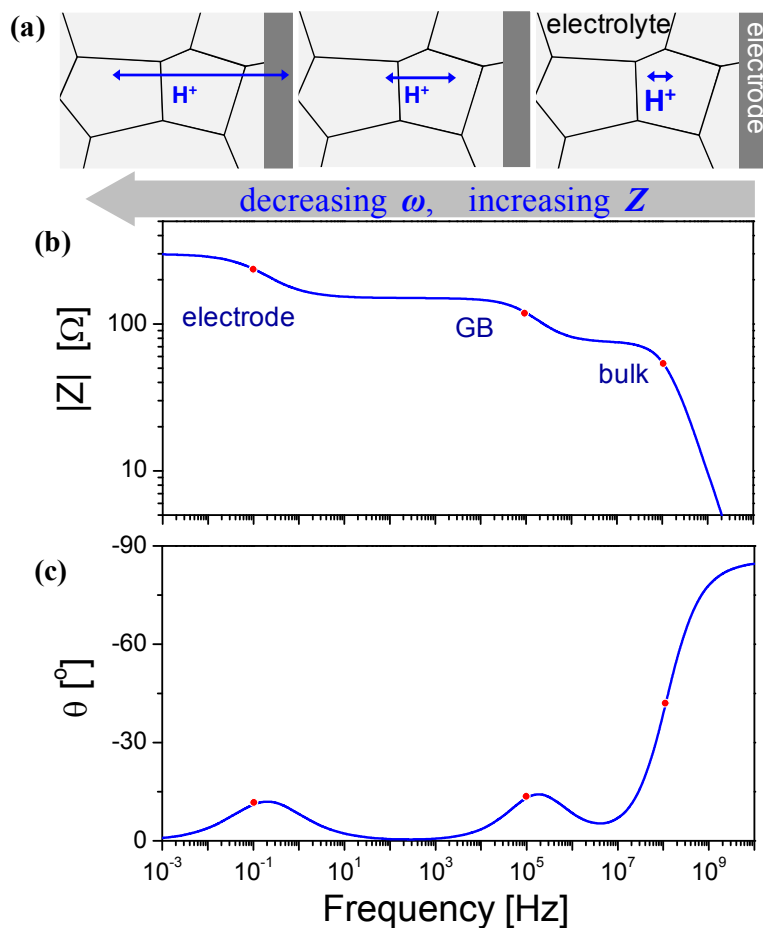 (a)
electrolyte
electrode
H⁺
H⁺
H⁺
decreasing ω, increasing Z
(b)
|Z| [Ω]
100
10
electrode
GB
bulk
(c)
θ [°]
-90
-60
-30
0
10⁻³ 10⁻¹ 10¹ 10³ 10⁵ 10⁷ 10⁹
Frequency [Hz]